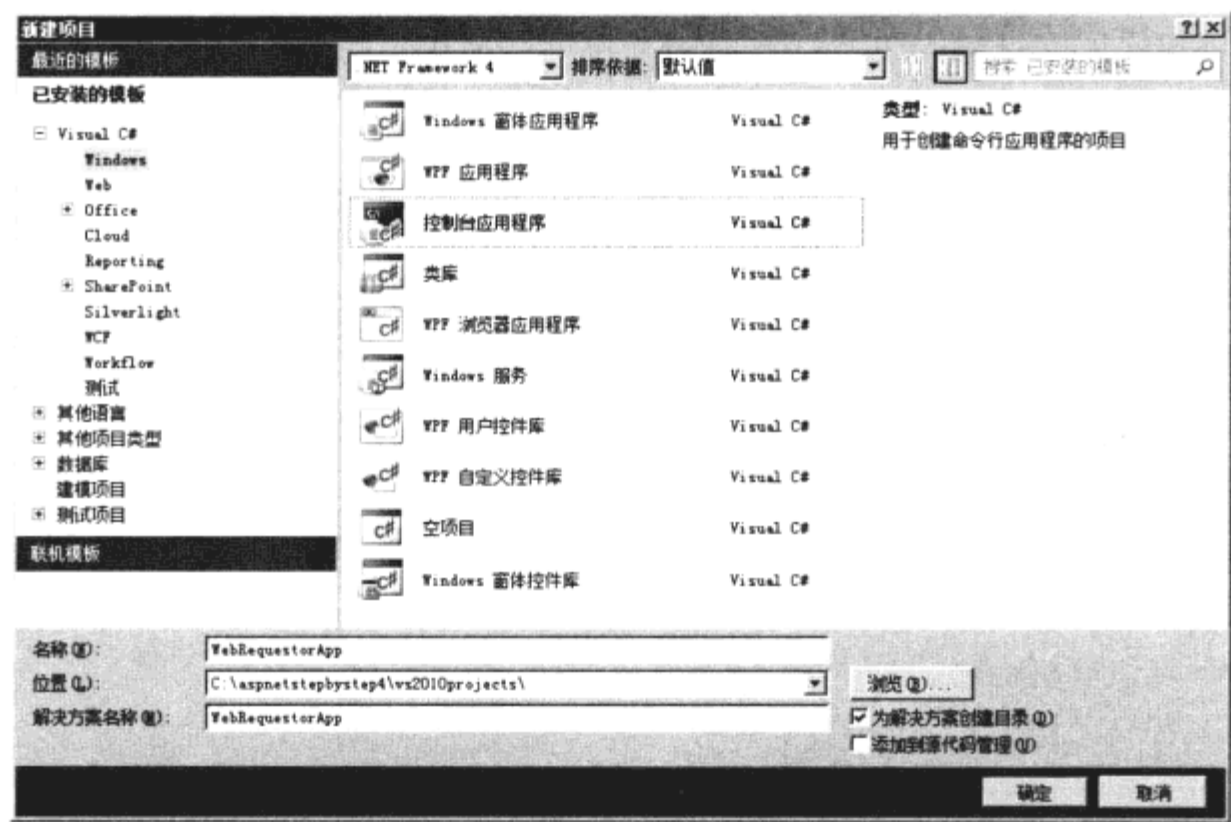 新建项目
最近的模板
.NET Framework 4
排序依据:
默认值
搜索 已安装的模板
已安装的模板
Visual C#
Windows
Web
Office
Cloud
Reporting
SharePoint
Silverlight
WCF
Workflow
测试
其他语言
其他项目类型
数据库
建模项目
测试项目
联机模板
Windows 窗体应用程序 Visual C#
WPF 应用程序 Visual C#
控制台应用程序 Visual C#
类库 Visual C#
WPF 浏览器应用程序 Visual C#
Windows 服务 Visual C#
WPF 用户控件库 Visual C#
WPF 自定义控件库 Visual C#
空项目 Visual C#
Windows 窗体控件库 Visual C#
类型: Visual C#
用于创建命令行应用程序的项目
名称(N): WebRequestorApp
位置(L): C:\aspnetstepbystep4\vs2010projects\
浏览(B)...
解决方案名称(M): WebRequestorApp
为解决方案创建目录(D)
添加到源代码管理(U)
确定
取消